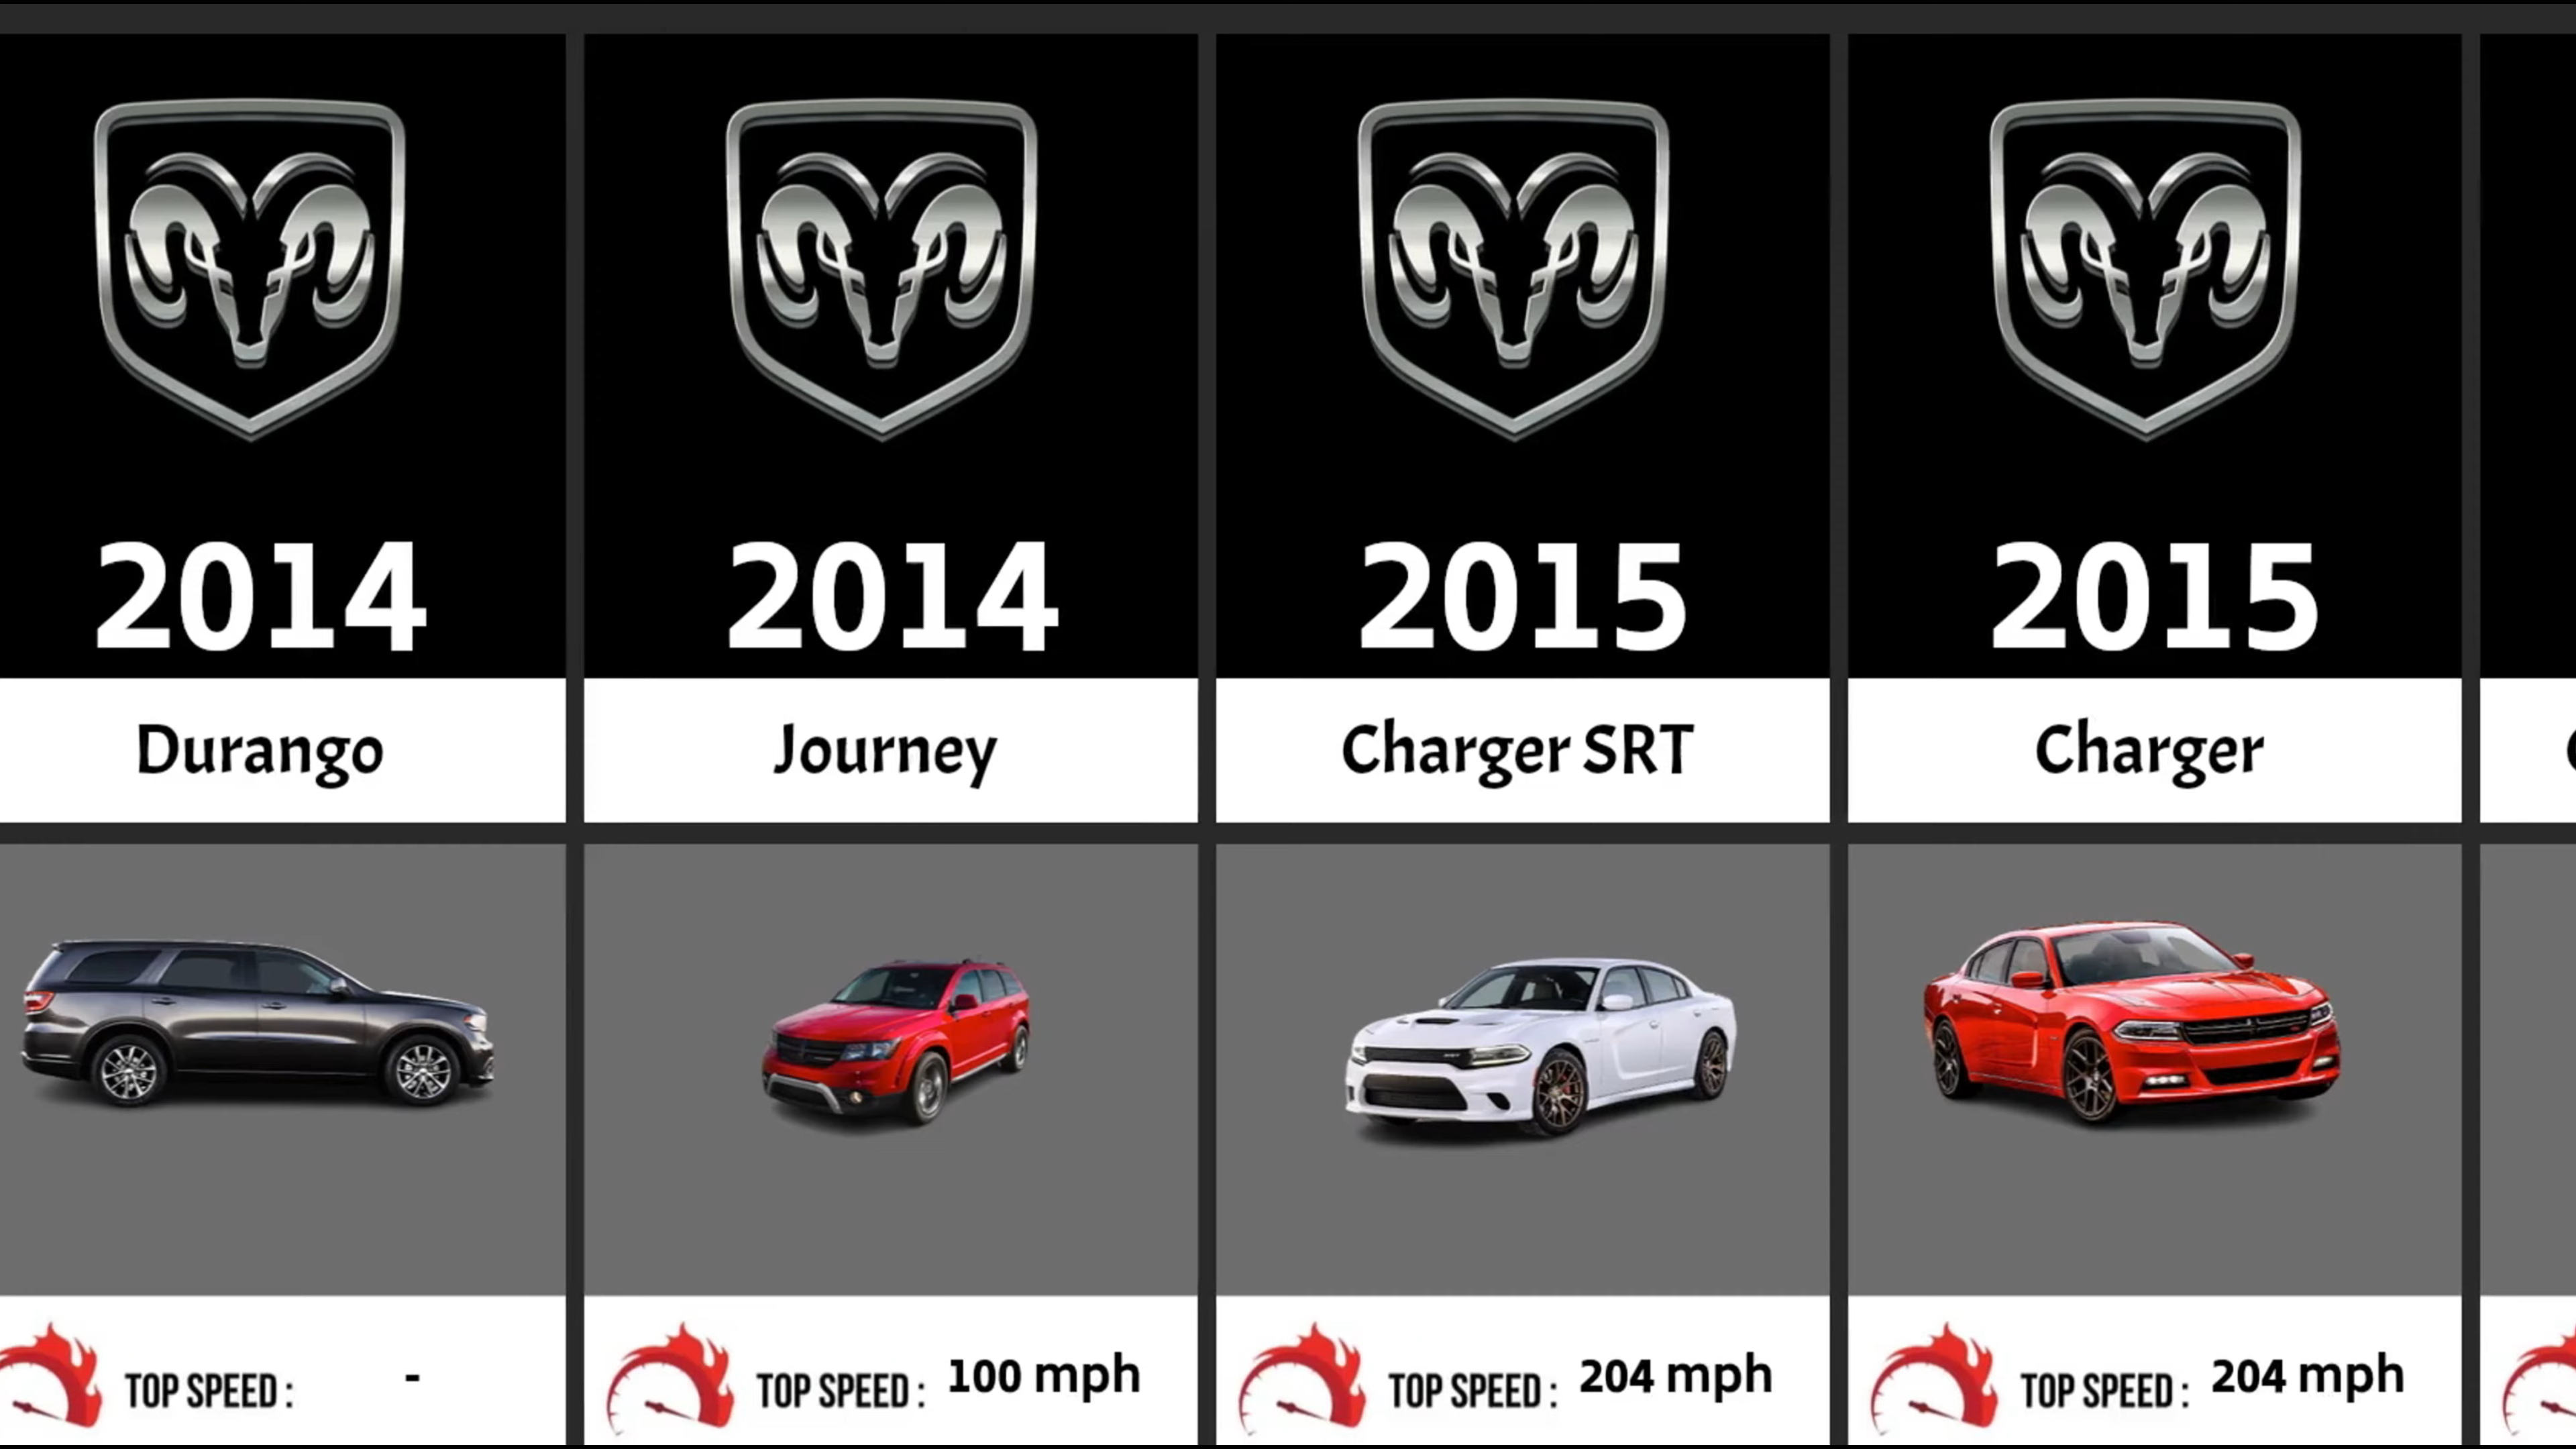 2014
Durango
TOP SPEED : -
2014
Journey
TOP SPEED : 100 mph
2015
Charger SRT
TOP SPEED : 204 mph
2015
Charger
TOP SPEED : 204 mph